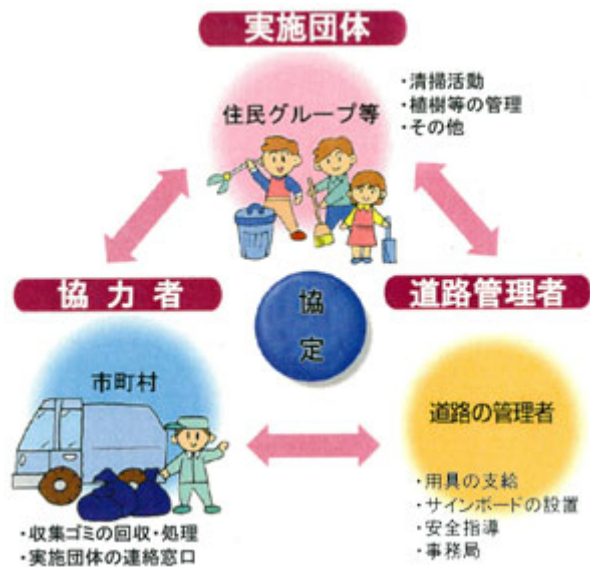 実施団体
住民グループ等
・清掃活動
・植樹等の管理
・その他
協力者
市町村
・収集ゴミの回収・処理
・実施団体の連絡窓口
協
定
道路管理者
道路の管理者
・用具の支給
・サインボードの設置
・安全指導
・事務局